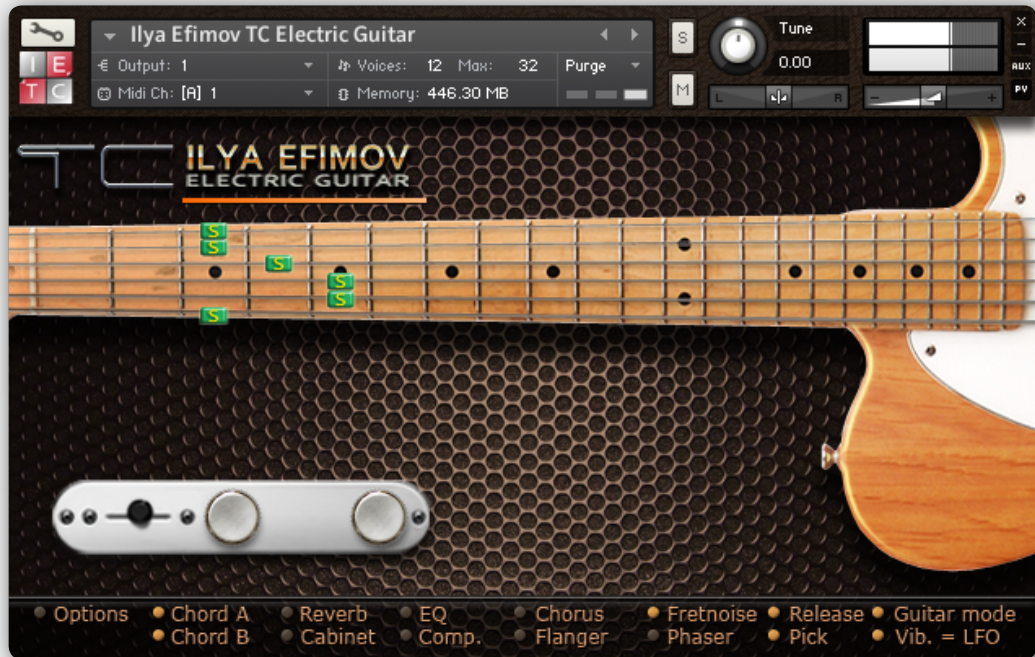 Ilya Efimov TC Electric Guitar
Output: 1
Voices: 12 Max: 32
Purge
Midi Ch: [A] 1
Memory: 446.30 MB
I E,
T C
S
M
Tune
0.00
L R
- +
X
-
AUX
PV
TC ILYA EFIMOV
ELECTRIC GUITAR
S
S
S
S
S
S
Options Chord A Reverb EQ Chorus Fretnoise Release Guitar mode
Chord B Cabinet Comp. Flanger Phaser Pick Vib. = LFO